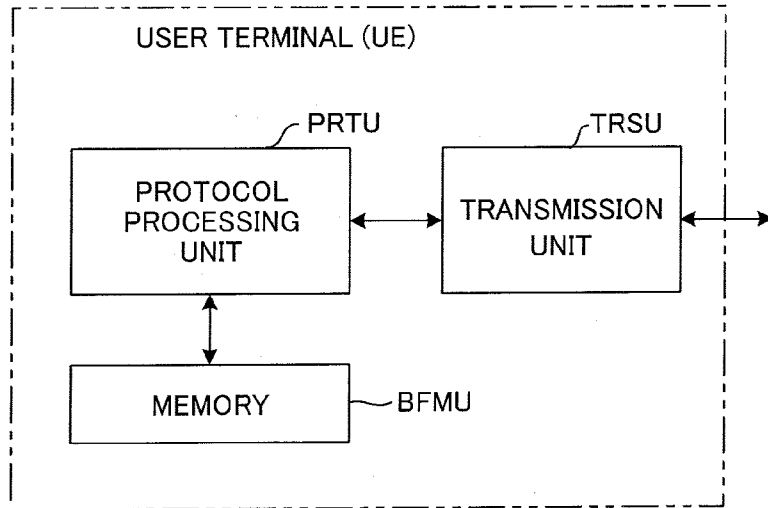 USER TERMINAL (UE)
PRTU
TRSU
PROTOCOL
PROCESSING
UNIT
TRANSMISSION
UNIT
MEMORY
BFMU